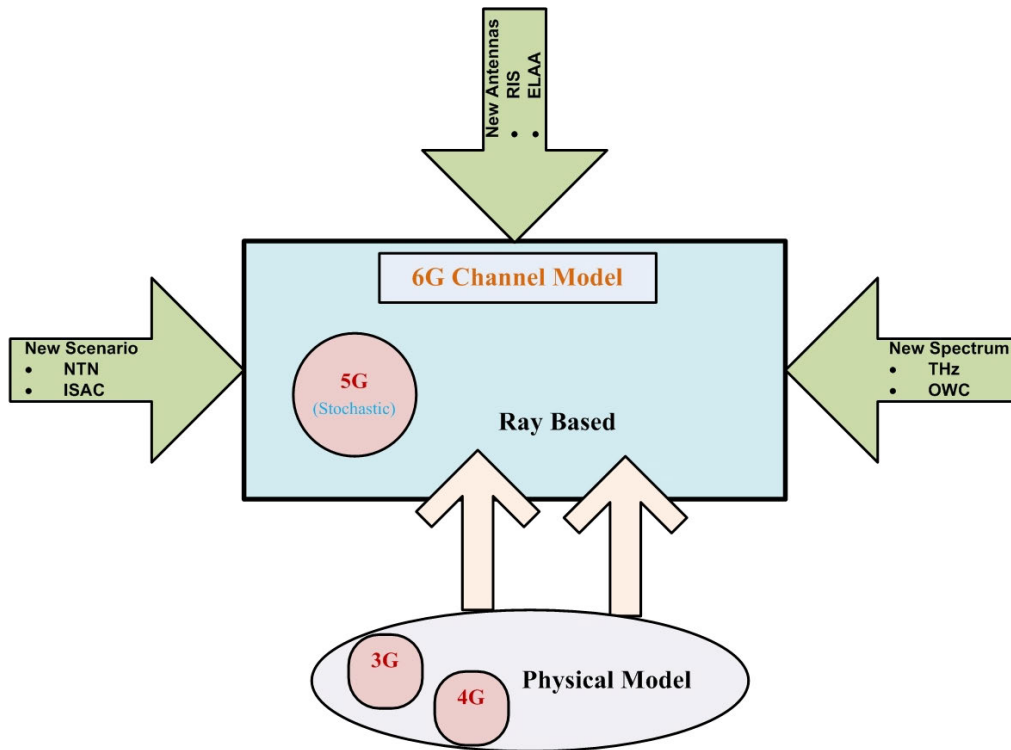 New Antennas
• RIS
• ELAA
6G Channel Model
New Scenario
• NTN
• ISAC
5G
(Stochastic)
Ray Based
New Spectrum
• THz
• OWC
3G
4G
Physical Model